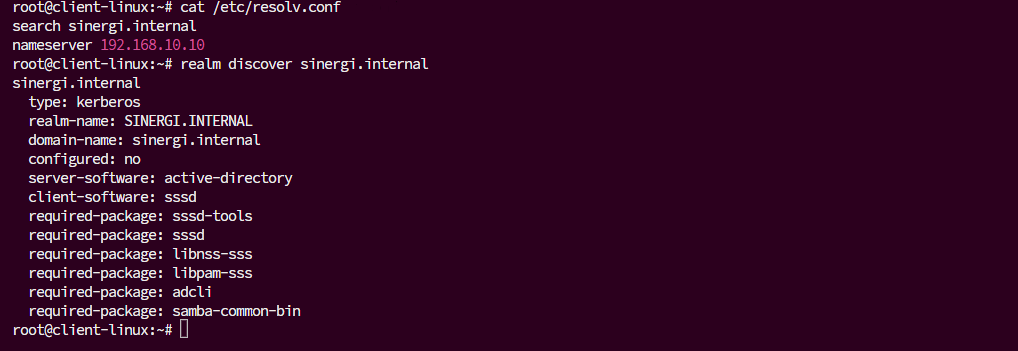 root@client-linux:~# cat /etc/resolv.conf
search sinergi.internal
nameserver 192.168.10.10
root@client-linux:~# realm discover sinergi.internal
sinergi.internal
  type: kerberos
  realm-name: SINERGI.INTERNAL
  domain-name: sinergi.internal
  configured: no
  server-software: active-directory
  client-software: sssd
  required-package: sssd-tools
  required-package: sssd
  required-package: libnss-sss
  required-package: libpam-sss
  required-package: adcli
  required-package: samba-common-bin
root@client-linux:~#